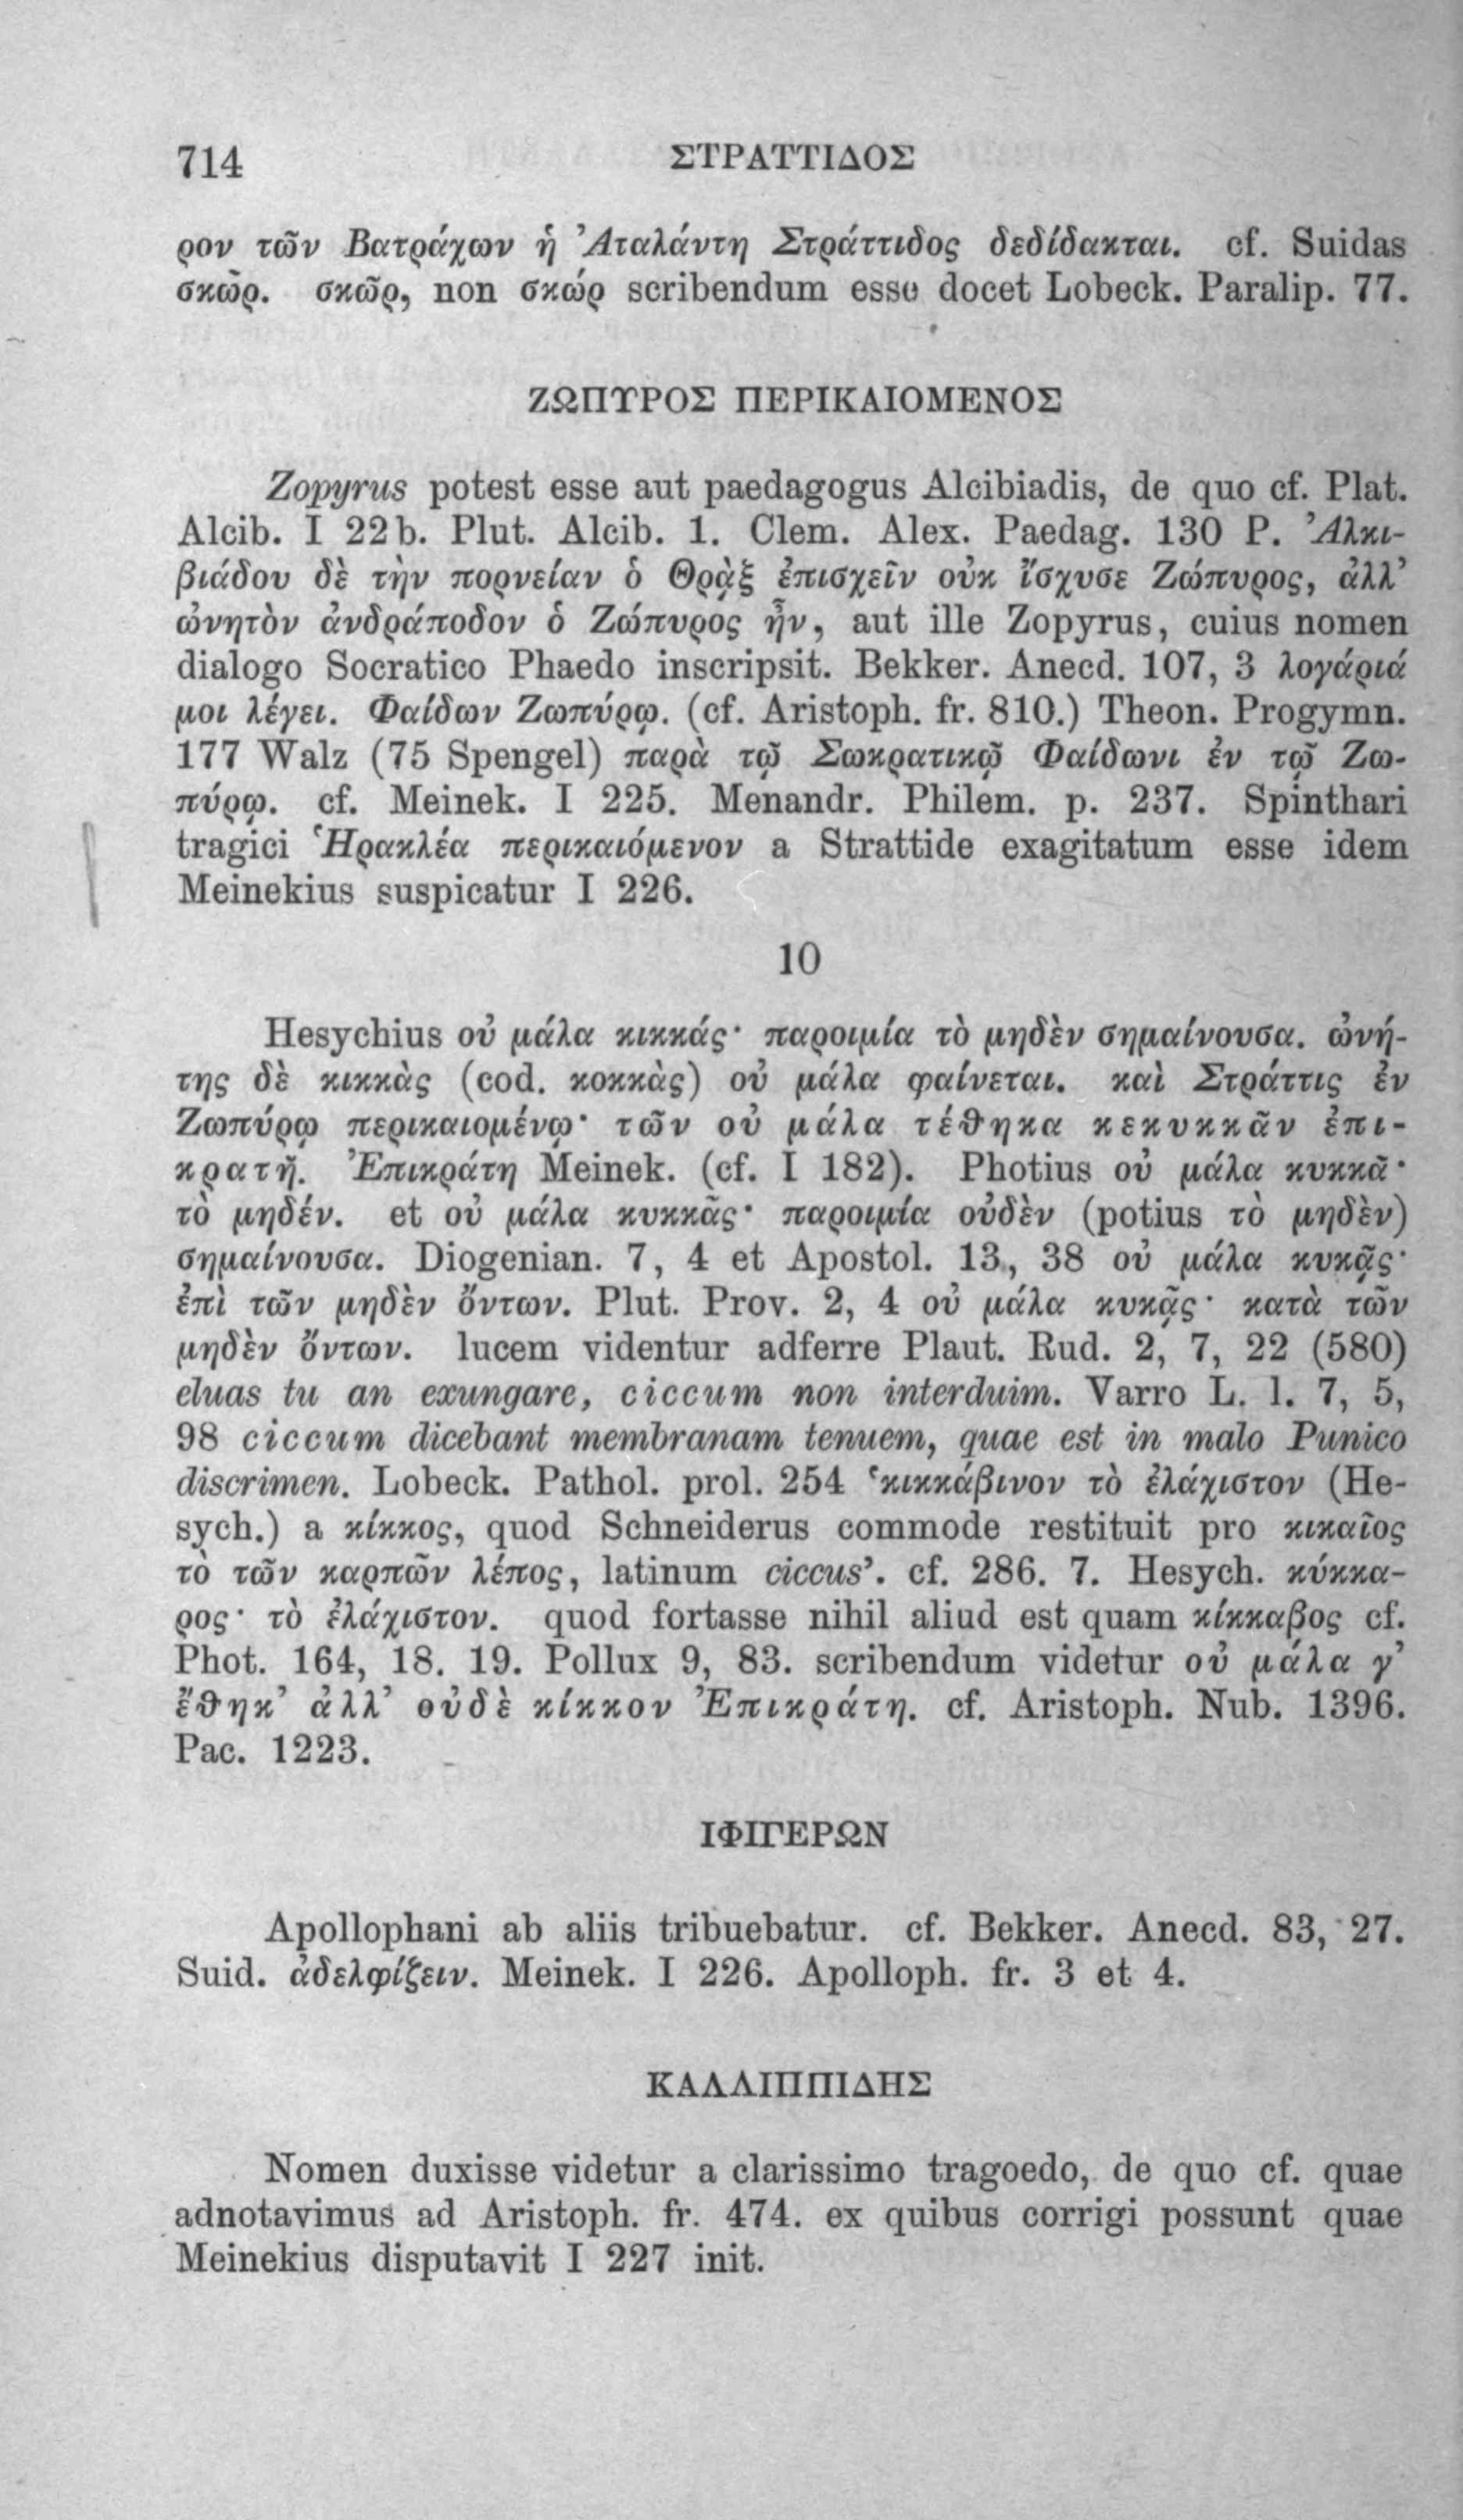 714 ΣΤΡΑΤΤΙΔΟΣ
ρον τῶν Βατράχων ἡ Ἀταλάντη Στράττιδος δεδίδακται. cf. Suidas
σκῶρ. σκῶρ, non σκώρ scribendum esse docet Lobeck. Paralip. 77.
ΖΩΠΥΡΟΣ ΠΕΡΙΚΑΙΟΜΕΝΟΣ
Zopyrus potest esse aut paedagogus Alcibiadis, de quo cf. Plat.
Alcib. I 22b. Plut. Alcib. 1. Clem. Alex. Paedag. 130 P. Ἀλκι-
βιάδου δὲ τὴν πορνείαν ὁ Θρᾲξ ἐπισχεῖν οὐκ ἴσχυσε Ζώπυρος, ἀλλ’
ὠνητὸν ἀνδράποδον ὁ Ζώπυρος ἦν, aut ille Zopyrus, cuius nomen
dialogo Socratico Phaedo inscripsit. Bekker. Anecd. 107, 3 λογάριά
μοι λέγει. Φαίδων Ζωπύρῳ. (cf. Aristoph. fr. 810.) Theon. Progymn.
177 Walz (75 Spengel) παρὰ τῷ Σωκρατικῷ Φαίδωνι ἐν τῷ Ζω-
πύρῳ. cf. Meinek. I 225. Menandr. Philem. p. 237. Spinthari
tragici Ἡρακλέα περικαιόμενον a Strattide exagitatum esse idem
Meinekius suspicatur I 226.
10
Hesychius οὐ μάλα κικκάς· παροιμία τὸ μηδὲν σημαίνουσα. ὠνή-
της δὲ κικκὰς (cod. κοκκὰς) οὐ μάλα φαίνεται. καὶ Στράττις ἐν
Ζωπύρῳ περικαιομένῳ· τῶν οὐ μάλα τέθηκα κεκυκκᾶν ἐπι-
κρατῇ. Ἐπικράτη Meinek. (cf. I 182). Photius οὐ μάλα κυκκᾶ·
τὸ μηδέν. et οὐ μάλα κυκκᾶς· παροιμία οὐδὲν (potius τὸ μηδὲν)
σημαίνουσα. Diogenian. 7, 4 et Apostol. 13, 38 οὐ μάλα κυκᾷς·
ἐπὶ τῶν μηδὲν ὄντων. Plut. Prov. 2, 4 οὐ μάλα κυκᾷς· κατὰ τῶν
μηδὲν ὄντων. lucem videntur adferre Plaut. Rud. 2, 7, 22 (580)
eluas tu an exungare, ciccum non interduim. Varro L. l. 7, 5,
98 ciccum dicebant membranam tenuem, quae est in malo Punico
discrimen. Lobeck. Pathol. prol. 254 ‘κικκάβινον τὸ ἐλάχιστον (He-
sych.) a κίκκος, quod Schneiderus commode restituit pro κικαῖος
τὸ τῶν καρπῶν λέπος, latinum ciccus’. cf. 286. 7. Hesych. κύκκα-
ρος· τὸ ἐλάχιστον. quod fortasse nihil aliud est quam κίκκαβος cf.
Phot. 164, 18. 19. Pollux 9, 83. scribendum videtur οὐ μάλα γ’
ἔθηκ’ ἀλλ’ οὐδὲ κίκκον Ἐπικράτη. cf. Aristoph. Nub. 1396.
Pac. 1223.
ΙΦΙΓΕΡΩΝ
Apollophani ab aliis tribuebatur. cf. Bekker. Anecd. 83, 27.
Suid. ἀδελφίζειν. Meinek. I 226. Apolloph. fr. 3 et 4.
ΚΑΛΛΙΠΠΙΔΗΣ
Nomen duxisse videtur a clarissimo tragoedo, de quo cf. quae
adnotavimus ad Aristoph. fr. 474. ex quibus corrigi possunt quae
Meinekius disputavit I 227 init.